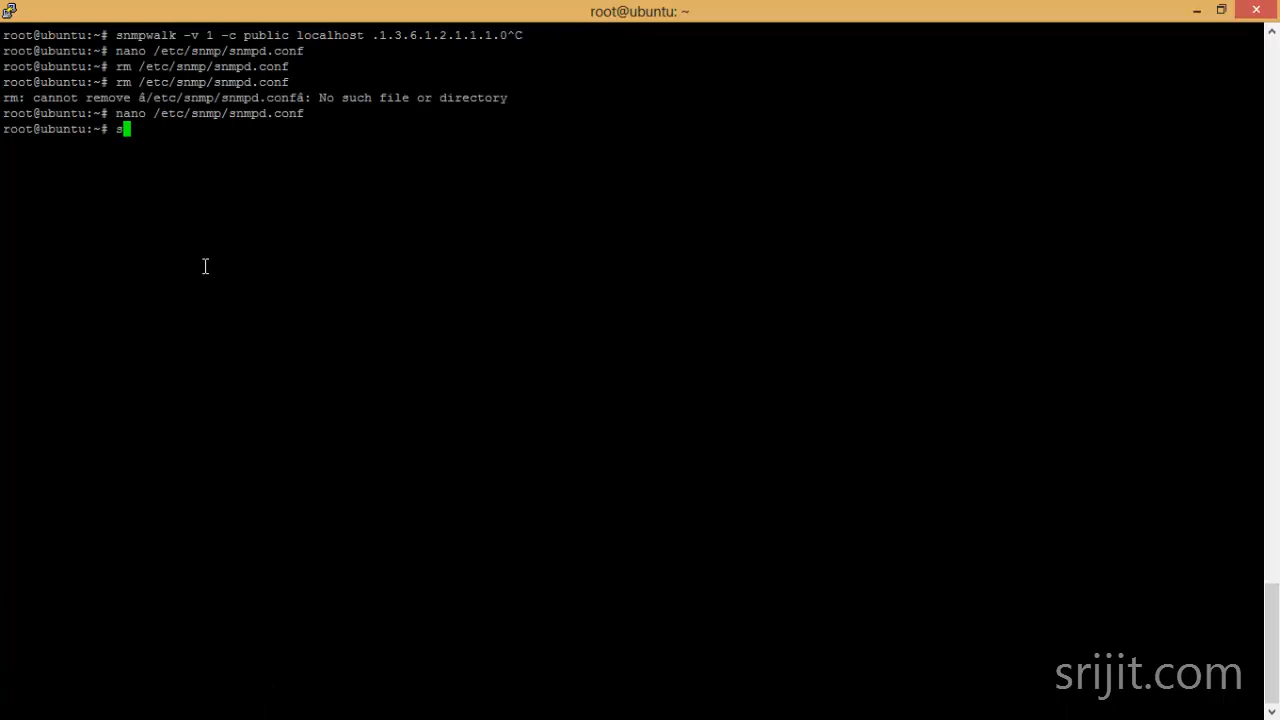 root@ubuntu: ~
root@ubuntu:~# snmpwalk -v 1 -c public localhost .1.3.6.1.2.1.1.1.0^C
root@ubuntu:~# nano /etc/snmp/snmpd.conf
root@ubuntu:~# rm /etc/snmp/snmpd.conf
root@ubuntu:~# rm /etc/snmp/snmpd.conf
rm: cannot remove â/etc/snmp/snmpd.confâ: No such file or directory
root@ubuntu:~# nano /etc/snmp/snmpd.conf
root@ubuntu:~# s
srijit.com